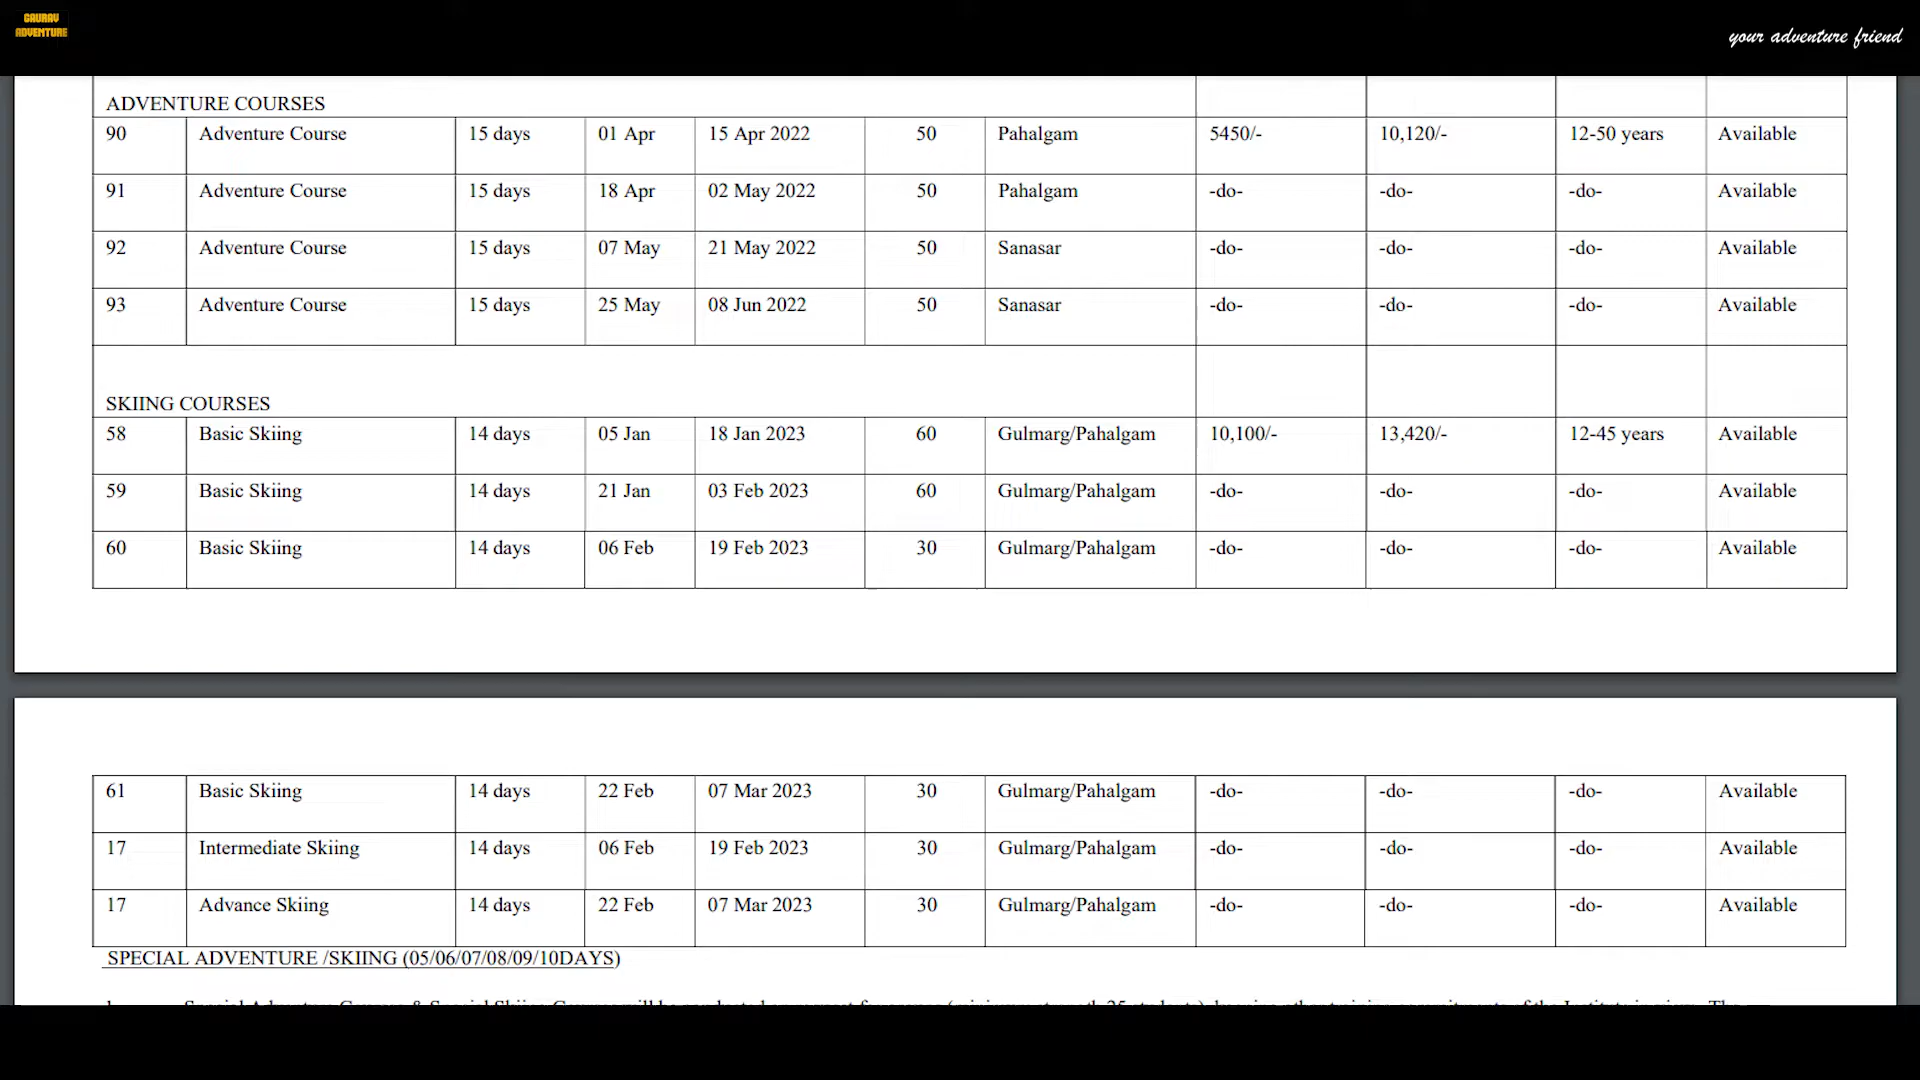 GAURAV
ADVENTURE
your adventure friend
ADVENTURE COURSES
90 Adventure Course 15 days 01 Apr 15 Apr 2022 50 Pahalgam 5450/- 10,120/- 12-50 years Available
91 Adventure Course 15 days 18 Apr 02 May 2022 50 Pahalgam -do- -do- -do- Available
92 Adventure Course 15 days 07 May 21 May 2022 50 Sanasar -do- -do- -do- Available
93 Adventure Course 15 days 25 May 08 Jun 2022 50 Sanasar -do- -do- -do- Available
SKIING COURSES
58 Basic Skiing 14 days 05 Jan 18 Jan 2023 60 Gulmarg/Pahalgam 10,100/- 13,420/- 12-45 years Available
59 Basic Skiing 14 days 21 Jan 03 Feb 2023 60 Gulmarg/Pahalgam -do- -do- -do- Available
60 Basic Skiing 14 days 06 Feb 19 Feb 2023 30 Gulmarg/Pahalgam -do- -do- -do- Available
61 Basic Skiing 14 days 22 Feb 07 Mar 2023 30 Gulmarg/Pahalgam -do- -do- -do- Available
17 Intermediate Skiing 14 days 06 Feb 19 Feb 2023 30 Gulmarg/Pahalgam -do- -do- -do- Available
17 Advance Skiing 14 days 22 Feb 07 Mar 2023 30 Gulmarg/Pahalgam -do- -do- -do- Available
SPECIAL ADVENTURE /SKIING (05/06/07/08/09/10DAYS)